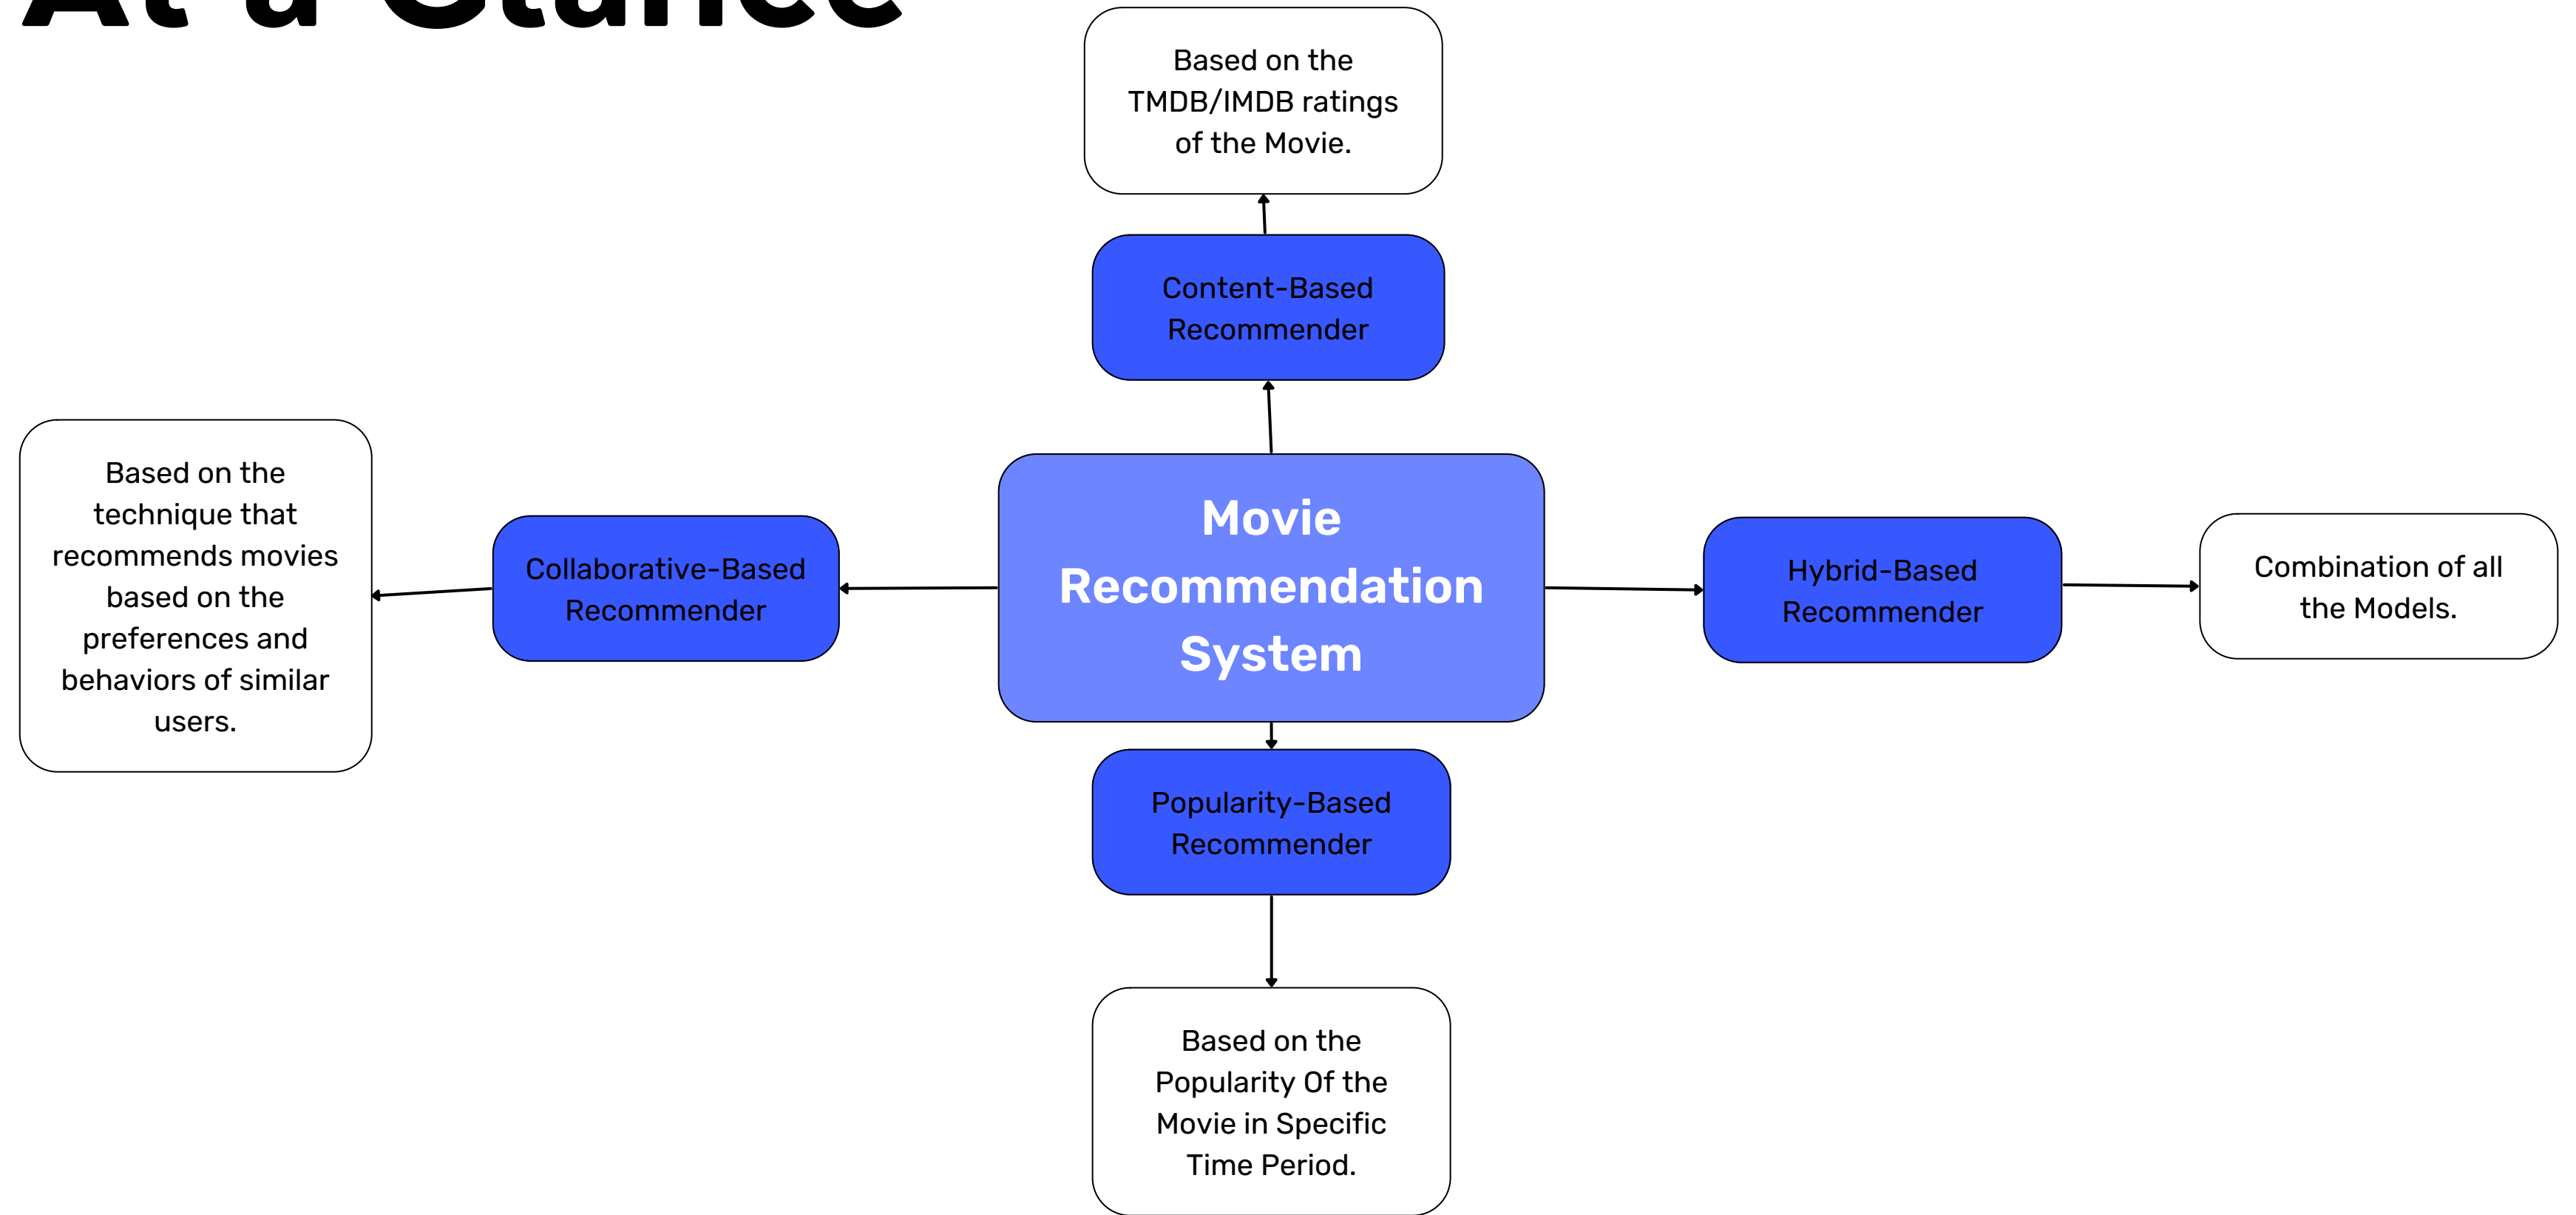 At a Glance
Based on the
TMDB/IMDB ratings
of the Movie.
Content-Based
Recommender
Based on the
technique that
recommends movies
based on the
preferences and
behaviors of similar
users.
Collaborative-Based
Recommender
Movie
Recommendation
System
Hybrid-Based
Recommender
Combination of all
the Models.
Popularity-Based
Recommender
Based on the
Popularity Of the
Movie in Specific
Time Period.